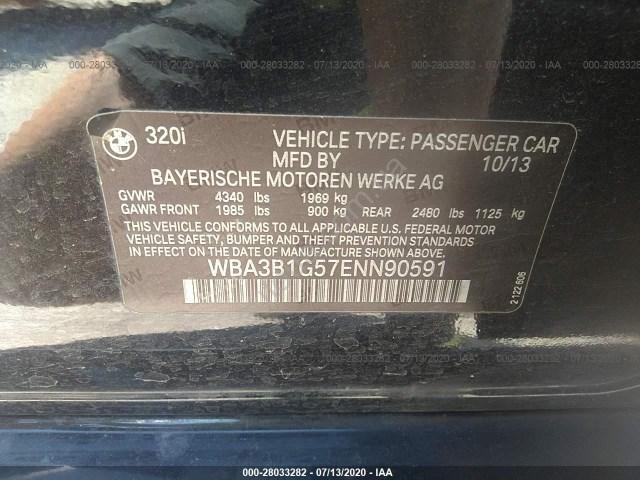 000-28033282 - 07/13/2020 - IAA
BMW
320i
VEHICLE TYPE: PASSENGER CAR
MFD BY 10/13
BAYERISCHE MOTOREN WERKE AG
GVWR 4340 lbs 1969 kg
GAWR FRONT 1985 lbs 900 kg REAR 2480 lbs 1125 kg
THIS VEHICLE CONFORMS TO ALL APPLICABLE U.S. FEDERAL MOTOR
VEHICLE SAFETY, BUMPER, AND THEFT PREVENTION STANDARDS
IN EFFECT ON THE DATE OF MANUFACTURE SHOWN ABOVE.
WBA3B1G57ENN90591
2 122 606
000-28033282 - 07/13/2020 - IAA